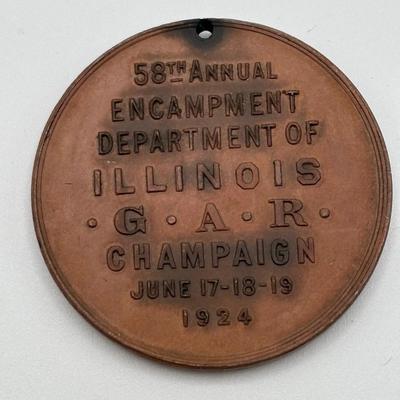 58TH ANNUAL
ENCAMPMENT
DEPARTMENT OF
ILLINOIS
· G · A · R ·
CHAMPAIGN
JUNE 17-18-19
1924